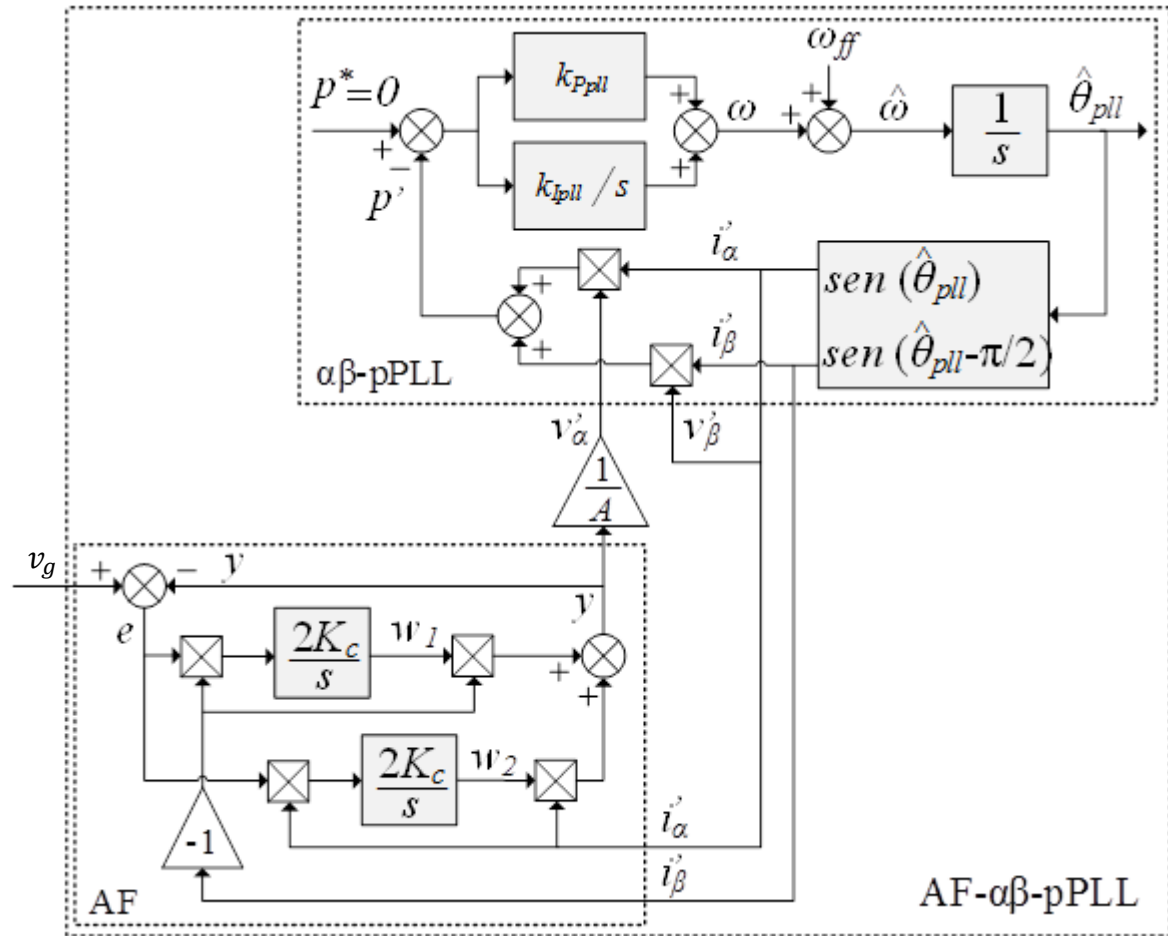 ω_ff
k_Ppll
p*=0
+
+
+
+
ω
ω̂
1/s
θ̂_pll
+
−
p'
k_Ipll /s
i'_α
sen (θ̂_pll)
+
+
i'_β
sen (θ̂_pll-π/2)
αβ-pPLL
v'_α
v'_β
1/A
v_g
+
−
y
y
e
2K_c/s
w_1
+
+
2K_c/s
w_2
-1
i'_α
i'_β
AF
AF-αβ-pPLL